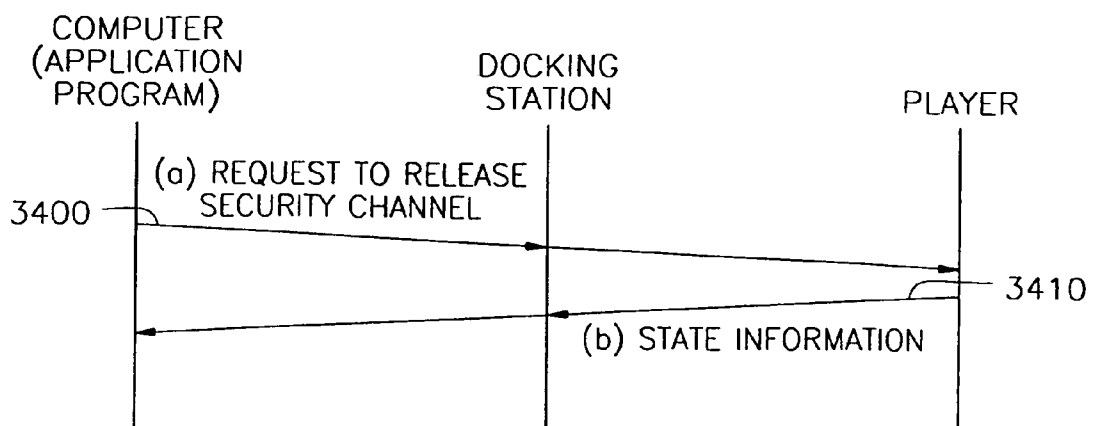 COMPUTER
(APPLICATION
PROGRAM)
DOCKING
STATION
PLAYER
(a) REQUEST TO RELEASE
SECURITY CHANNEL
3400
3410
(b) STATE INFORMATION